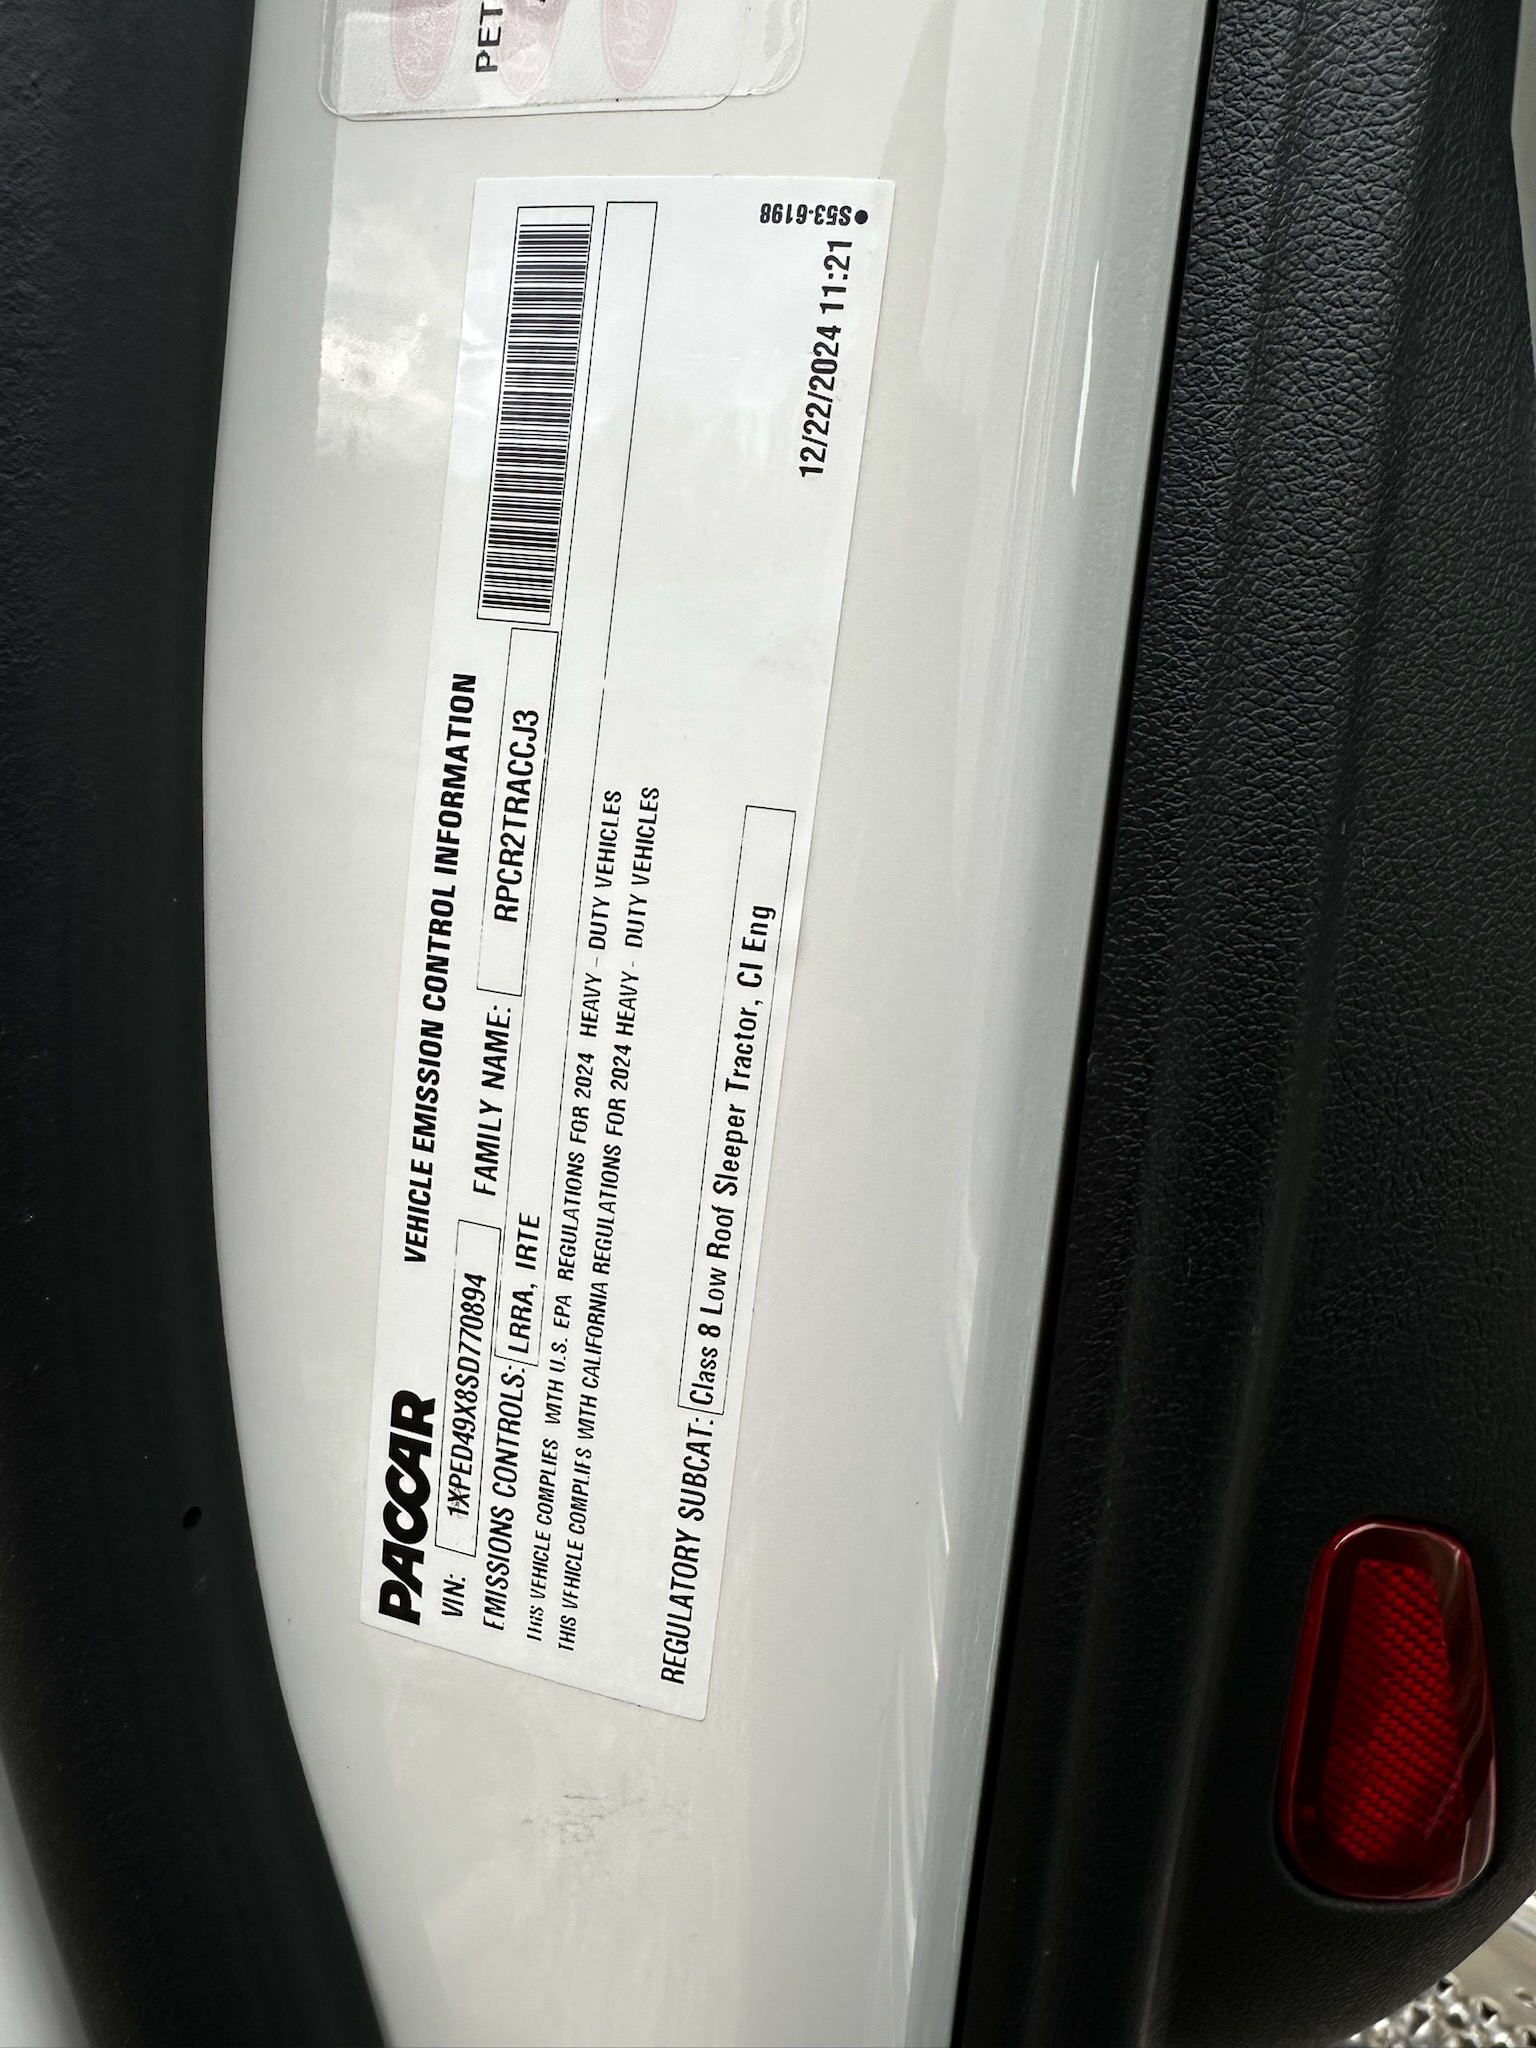 PET
PACCAR
VEHICLE EMISSION CONTROL INFORMATION
VIN: 1XPED49X8SD770894 FAMILY NAME: RPCR2TRACCJ3
EMISSIONS CONTROLS: LRRA, IRTE
THIS VEHICLE COMPLIES WITH U.S. EPA REGULATIONS FOR 2024 HEAVY - DUTY VEHICLES
THIS VEHICLE COMPLIES WITH CALIFORNIA REGULATIONS FOR 2024 HEAVY - DUTY VEHICLES
REGULATORY SUBCAT: Class 8 Low Roof Sleeper Tractor, CI Eng
12/22/2024 11:21
●S53-6198